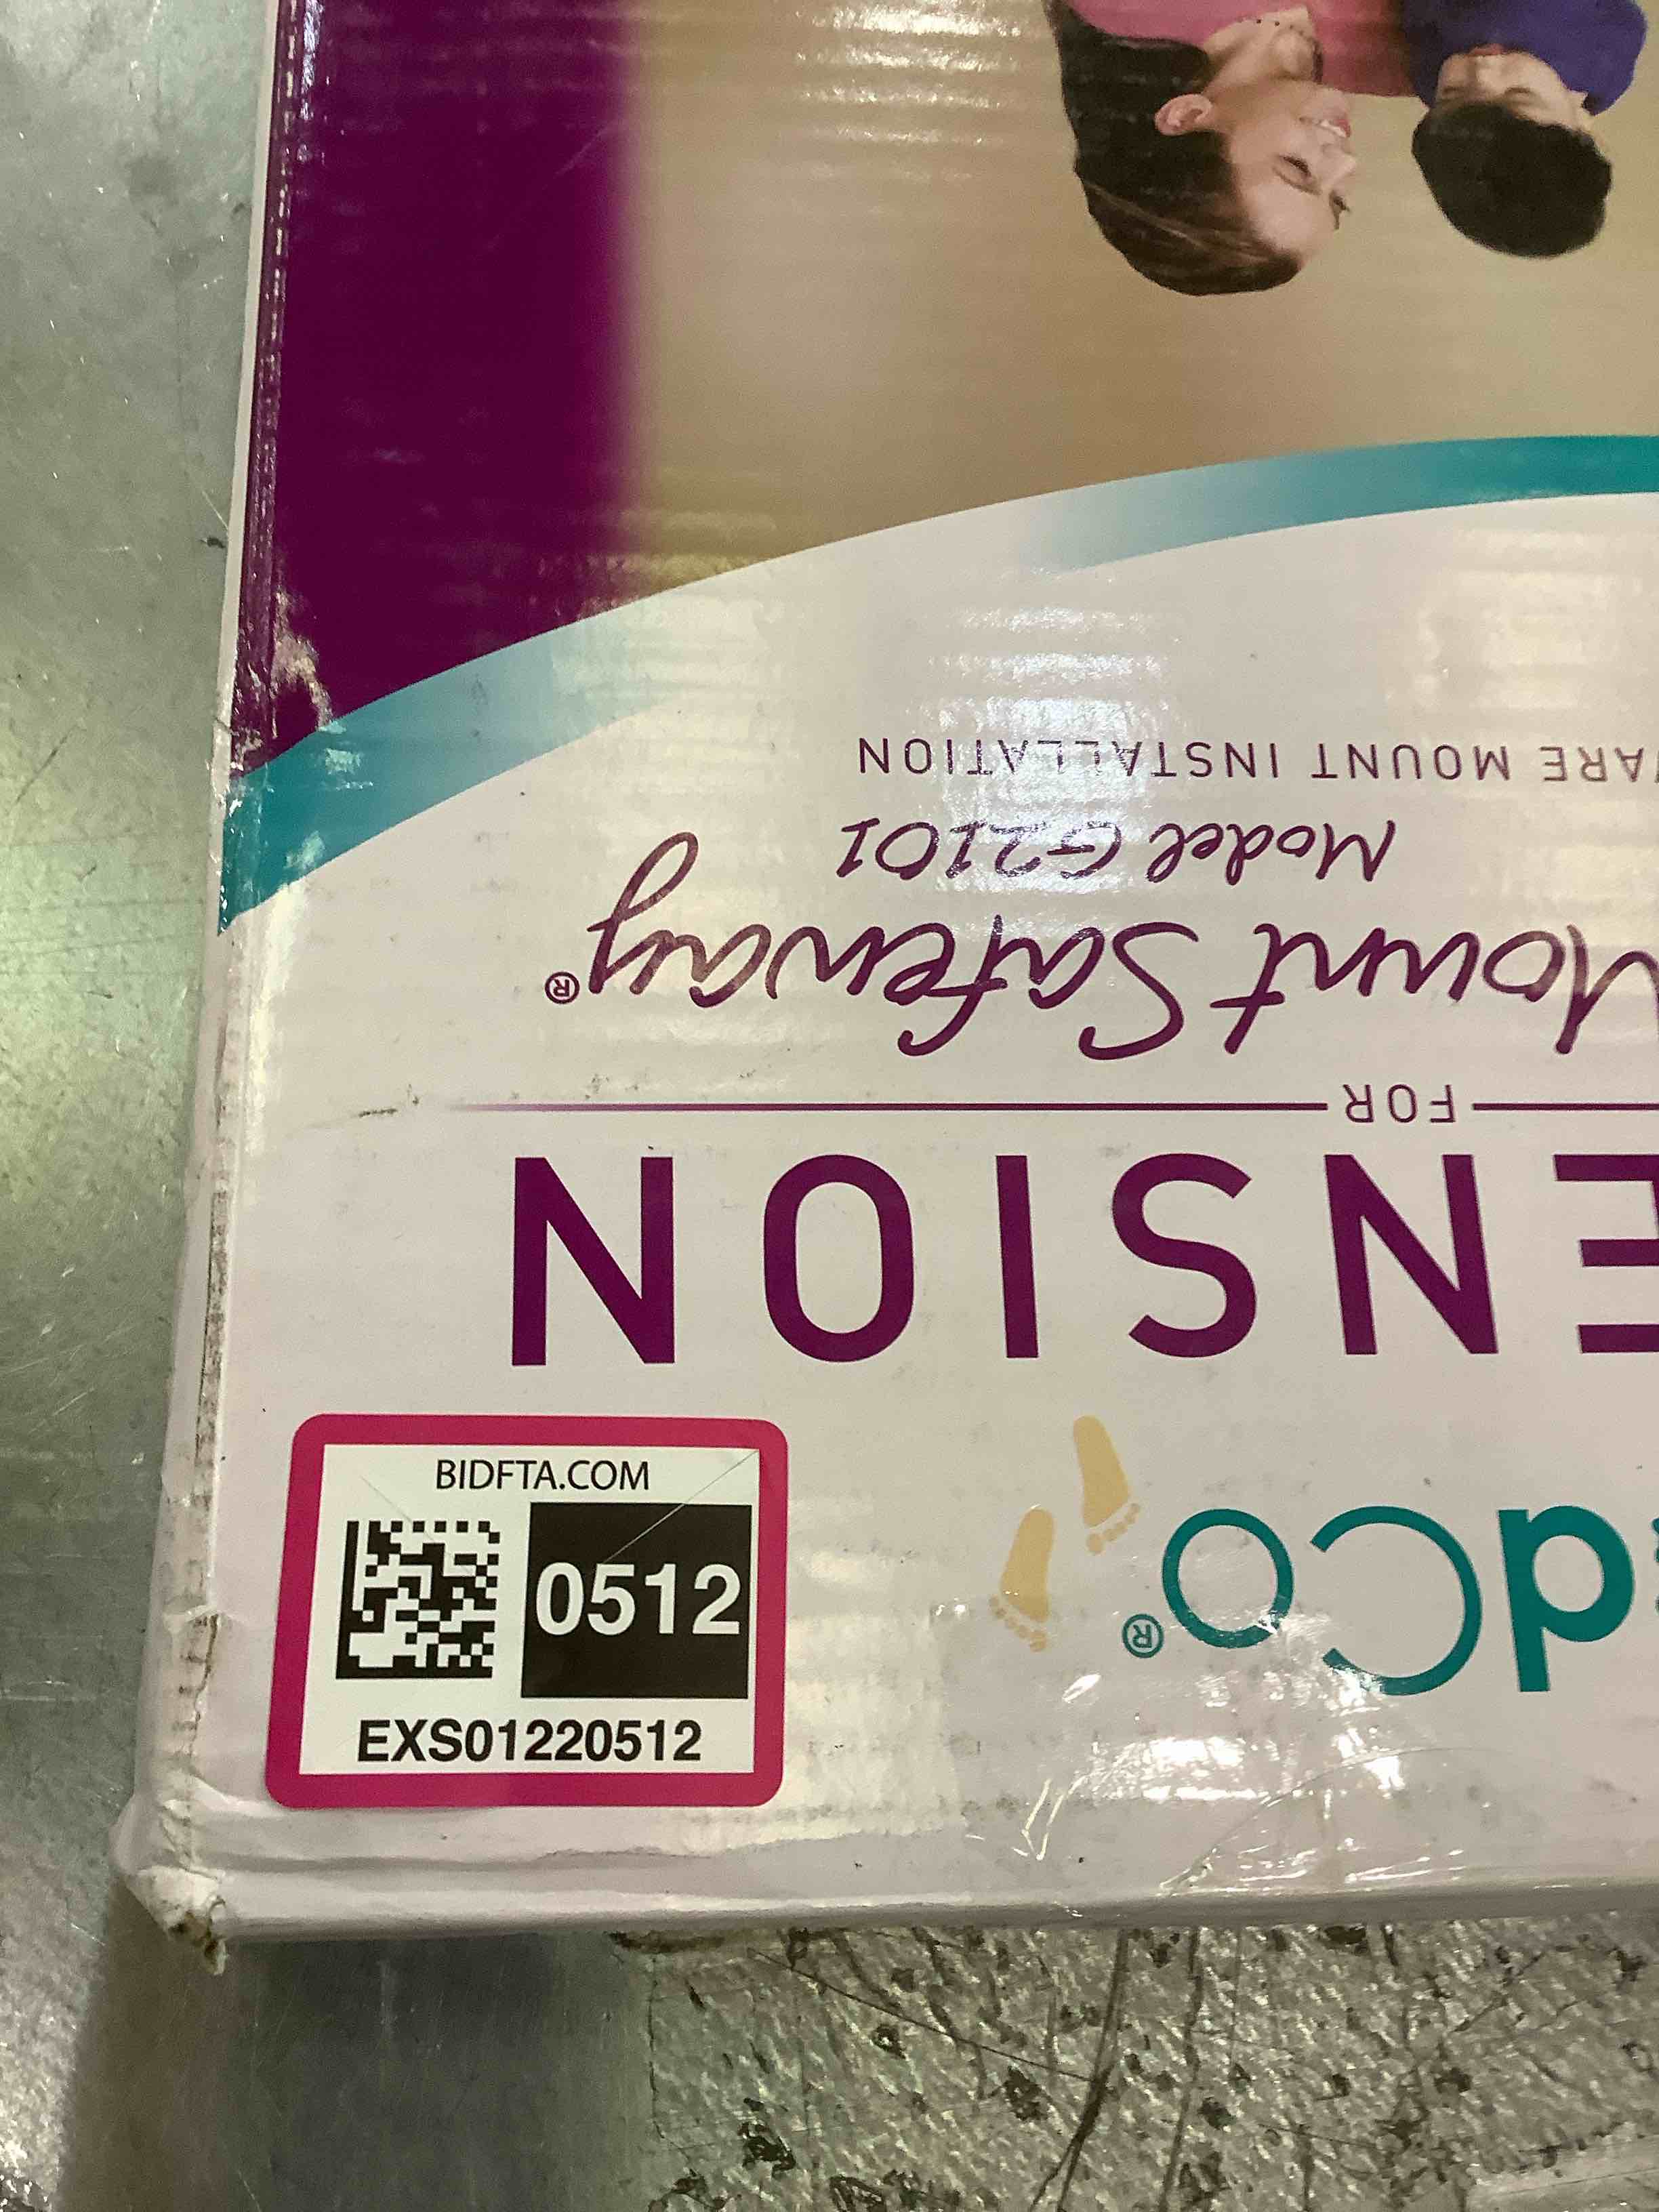 dCo®
ENSION
FOR
Mount Safeway®
Model G2101
ARE MOUNT INSTALLATION
BIDFTA.COM
0512
EXS01220512